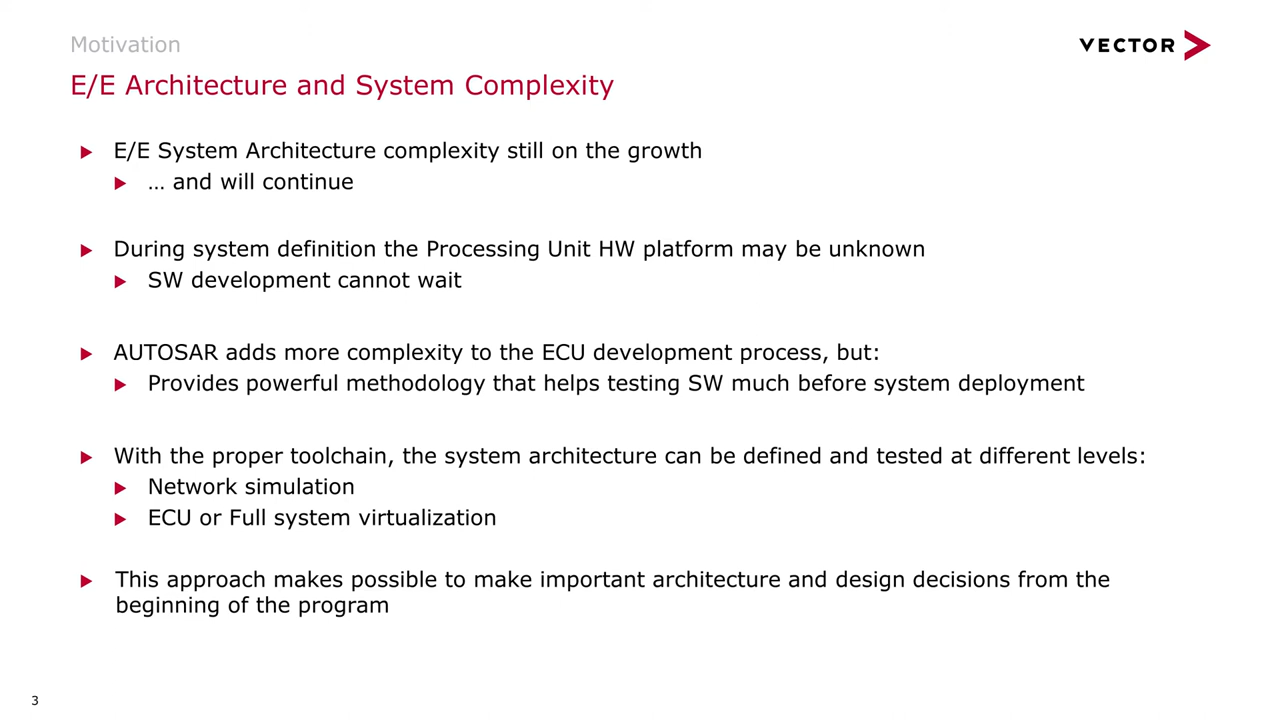 Motivation
VECTOR
E/E Architecture and System Complexity
E/E System Architecture complexity still on the growth
… and will continue
During system definition the Processing Unit HW platform may be unknown
SW development cannot wait
AUTOSAR adds more complexity to the ECU development process, but:
Provides powerful methodology that helps testing SW much before system deployment
With the proper toolchain, the system architecture can be defined and tested at different levels:
Network simulation
ECU or Full system virtualization
This approach makes possible to make important architecture and design decisions from the
beginning of the program
3